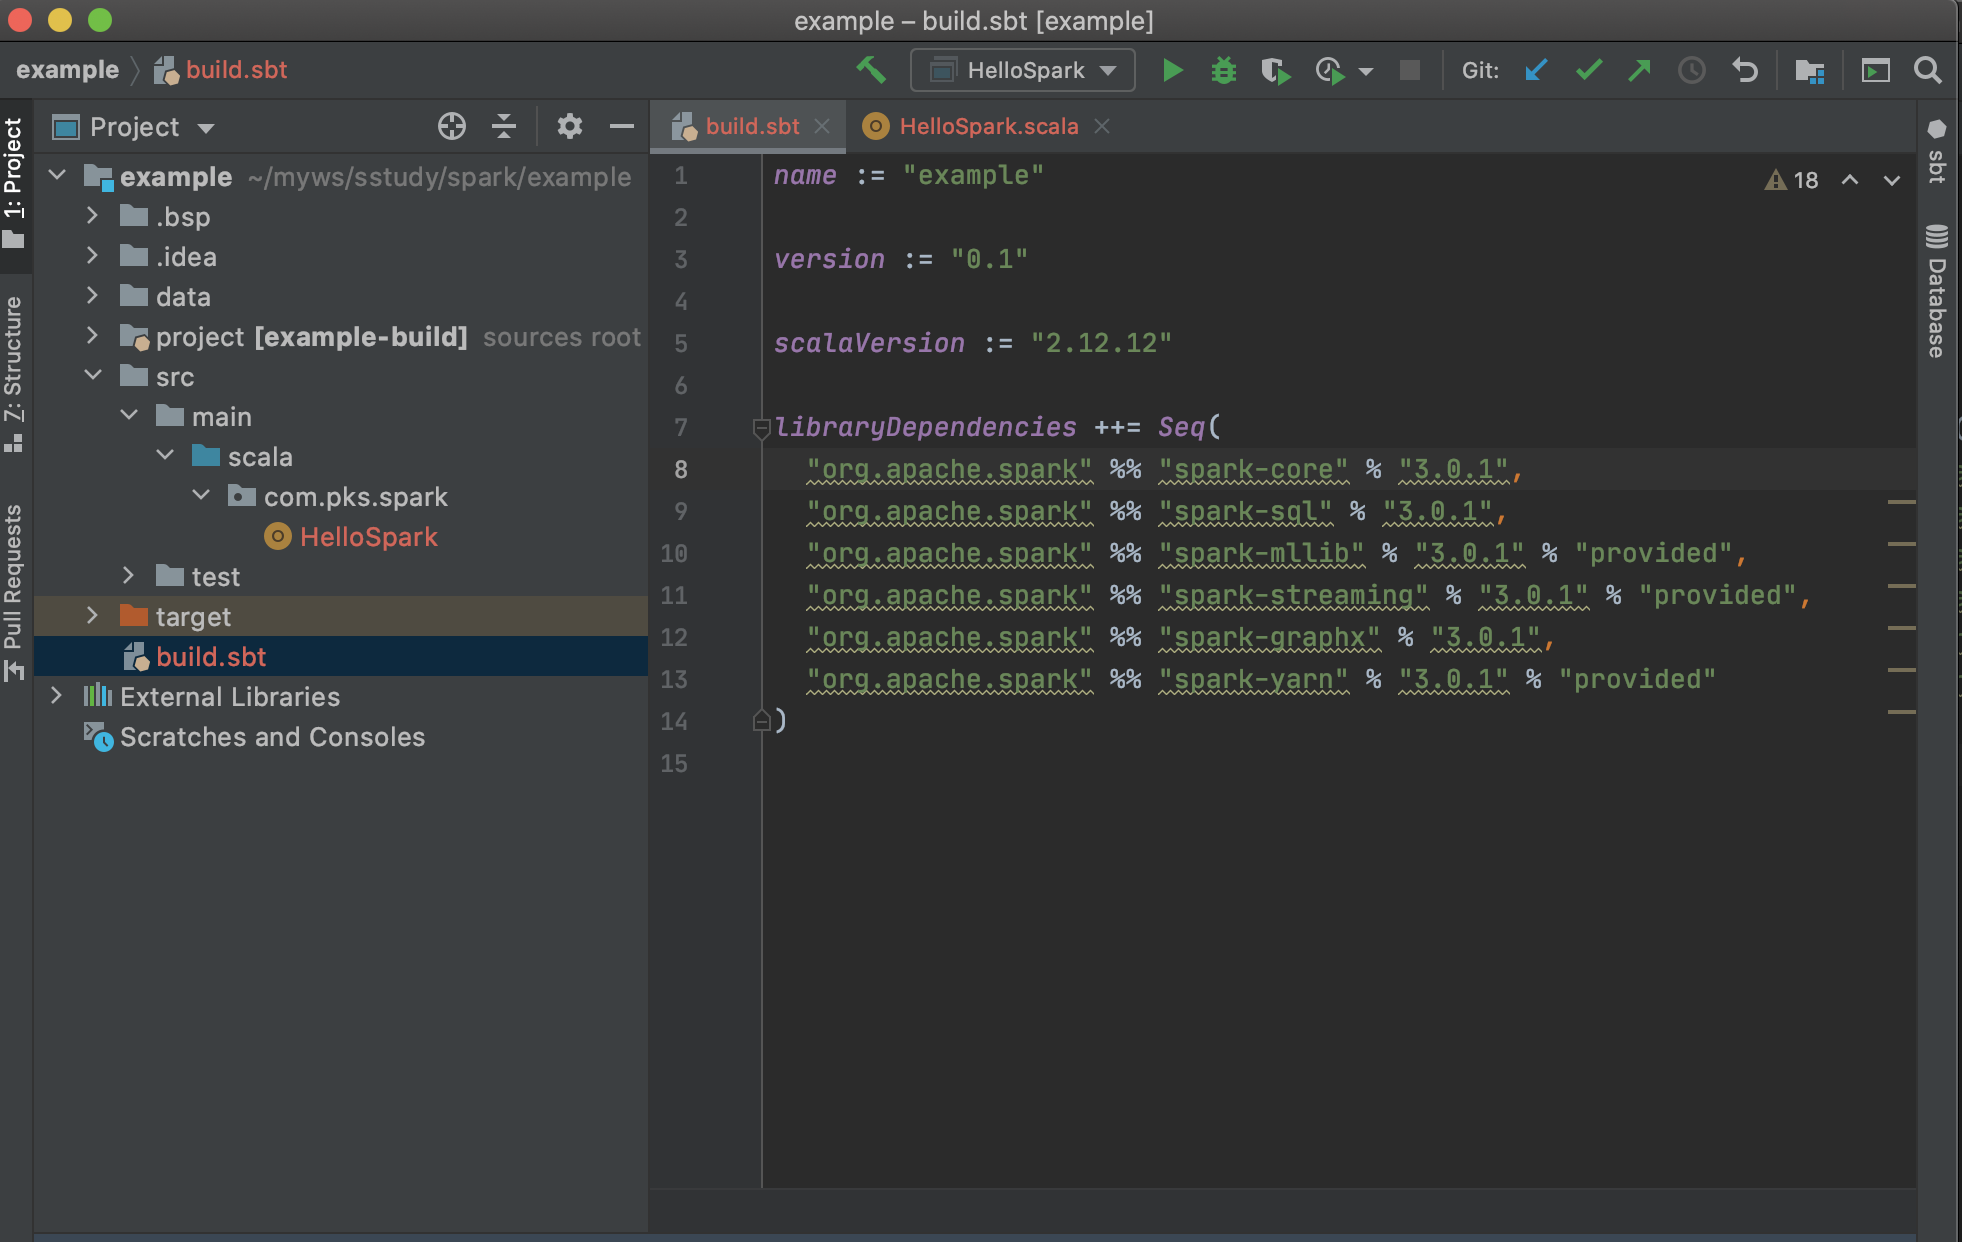 example – build.sbt [example]
example build.sbt
HelloSpark
Git:
1: Project
7: Structure
Pull Requests
Project
example ~/myws/sstudy/spark/example
.bsp
.idea
data
project [example-build] sources root
src
main
scala
com.pks.spark
HelloSpark
test
target
build.sbt
External Libraries
Scratches and Consoles
build.sbt
HelloSpark.scala
18
1 name := "example"
2
3 version := "0.1"
4
5 scalaVersion := "2.12.12"
6
7 libraryDependencies ++= Seq(
8 "org.apache.spark" %% "spark-core" % "3.0.1",
9 "org.apache.spark" %% "spark-sql" % "3.0.1",
10 "org.apache.spark" %% "spark-mllib" % "3.0.1" % "provided",
11 "org.apache.spark" %% "spark-streaming" % "3.0.1" % "provided",
12 "org.apache.spark" %% "spark-graphx" % "3.0.1",
13 "org.apache.spark" %% "spark-yarn" % "3.0.1" % "provided"
14 )
15
sbt
Database